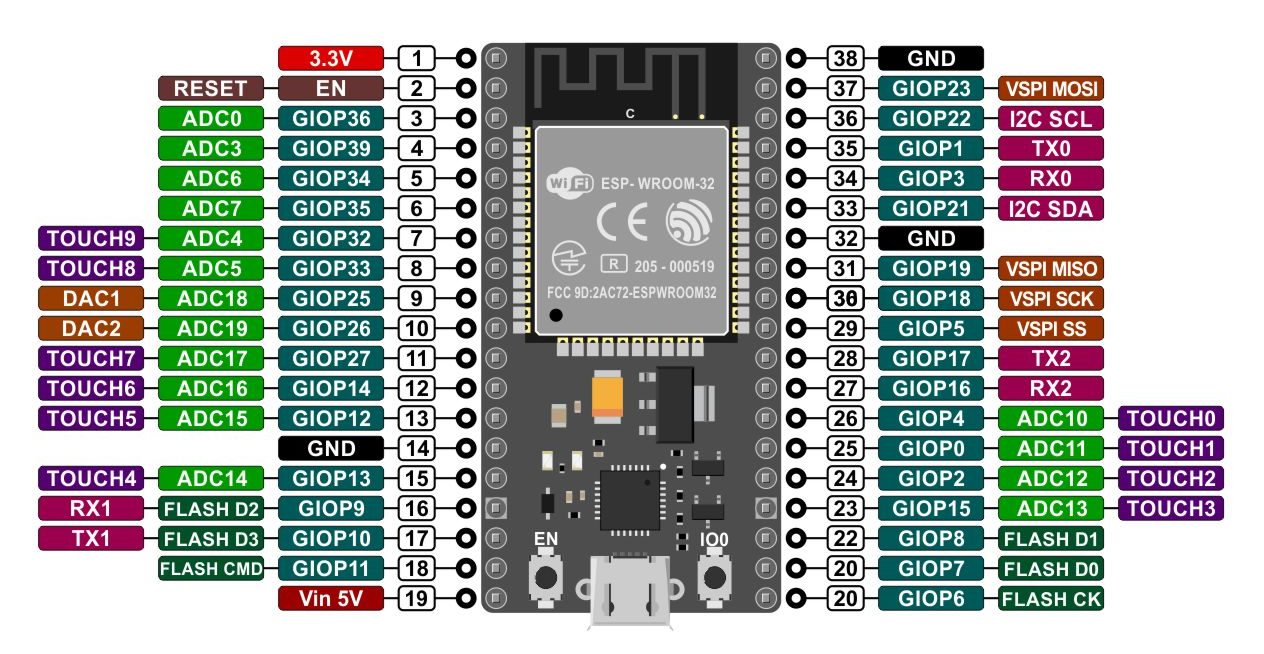 3.3V 1 38 GND
RESET EN 2 37 GIOP23 VSPI MOSI
ADC0 GIOP36 3 36 GIOP22 I2C SCL
C
ADC3 GIOP39 4 35 GIOP1 TX0
ADC6 GIOP34 5 WiFi ESP- WROOM-32 34 GIOP3 RX0
ADC7 GIOP35 6 CE 33 GIOP21 I2C SDA
TOUCH9 ADC4 GIOP32 7 32 GND
TOUCH8 ADC5 GIOP33 8 R 205 - 000519 31 GIOP19 VSPI MISO
DAC1 ADC18 GIOP25 9 FCC 9D:2AC72-ESPWROOM32 30 GIOP18 VSPI SCK
DAC2 ADC19 GIOP26 10 29 GIOP5 VSPI SS
TOUCH7 ADC17 GIOP27 11 28 GIOP17 TX2
TOUCH6 ADC16 GIOP14 12 27 GIOP16 RX2
TOUCH5 ADC15 GIOP12 13 26 GIOP4 ADC10 TOUCH0
GND 14 25 GIOP0 ADC11 TOUCH1
TOUCH4 ADC14 GIOP13 15 24 GIOP2 ADC12 TOUCH2
RX1 FLASH D2 GIOP9 16 23 GIOP15 ADC13 TOUCH3
TX1 FLASH D3 GIOP10 17 EN IO0 22 GIOP8 FLASH D1
FLASH CMD GIOP11 18 20 GIOP7 FLASH D0
Vin 5V 19 20 GIOP6 FLASH CK